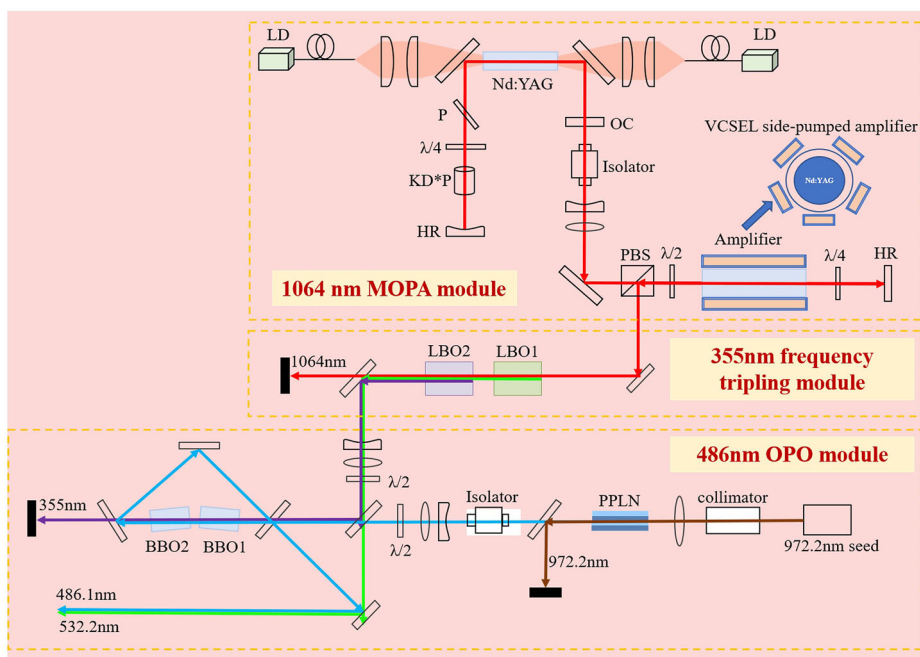 LD
LD
Nd:YAG
P
OC
VCSEL side-pumped amplifier
λ/4
Isolator
Nd:YAG
KD*P
HR
Amplifier
PBS
λ/2
λ/4
HR
1064 nm MOPA module
1064nm
LBO2
LBO1
355nm frequency
tripling module
486nm OPO module
λ/2
355nm
Isolator
PPLN
collimator
BBO2
BBO1
λ/2
972.2nm
972.2nm seed
486.1nm
532.2nm